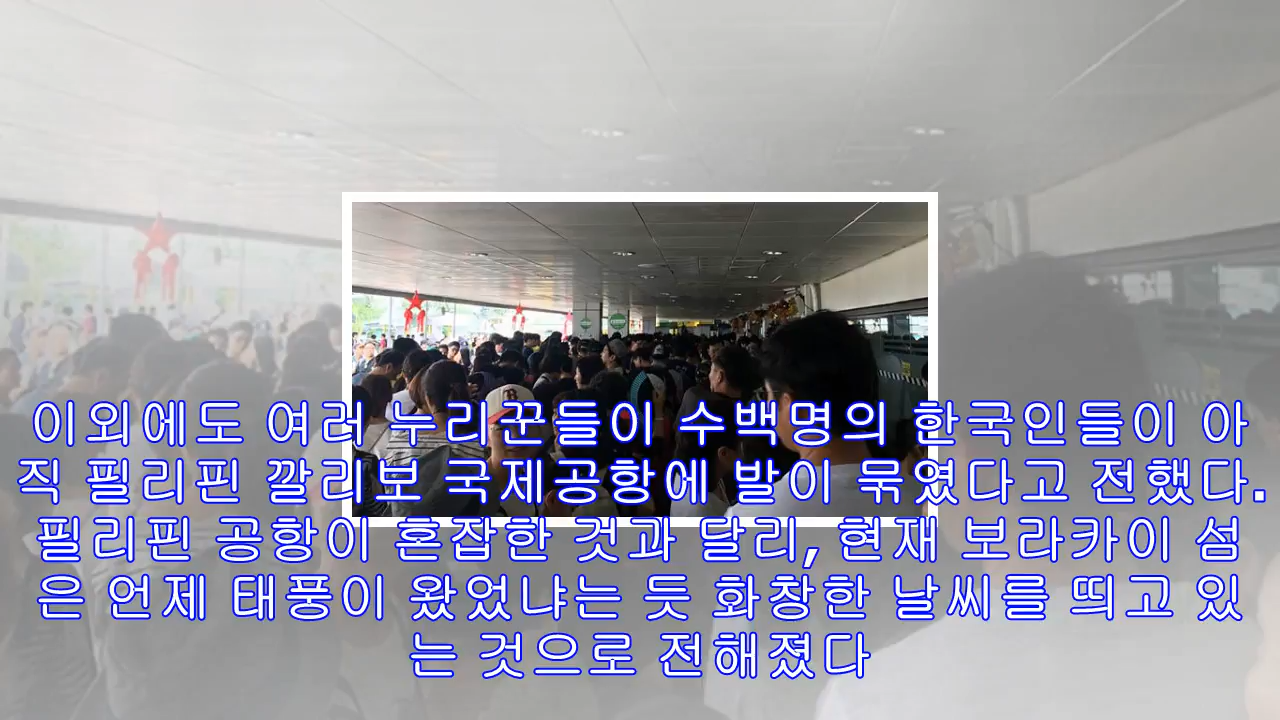 이외에도 여러 누리꾼들이 수백명의 한국인들이 아
직 필리핀 깔리보 국제공항에 발이 묶였다고 전했다.
필리핀 공항이 혼잡한 것과 달리, 현재 보라카이 섬
은 언제 태풍이 왔었냐는 듯 화창한 날씨를 띄고 있
는 것으로 전해졌다